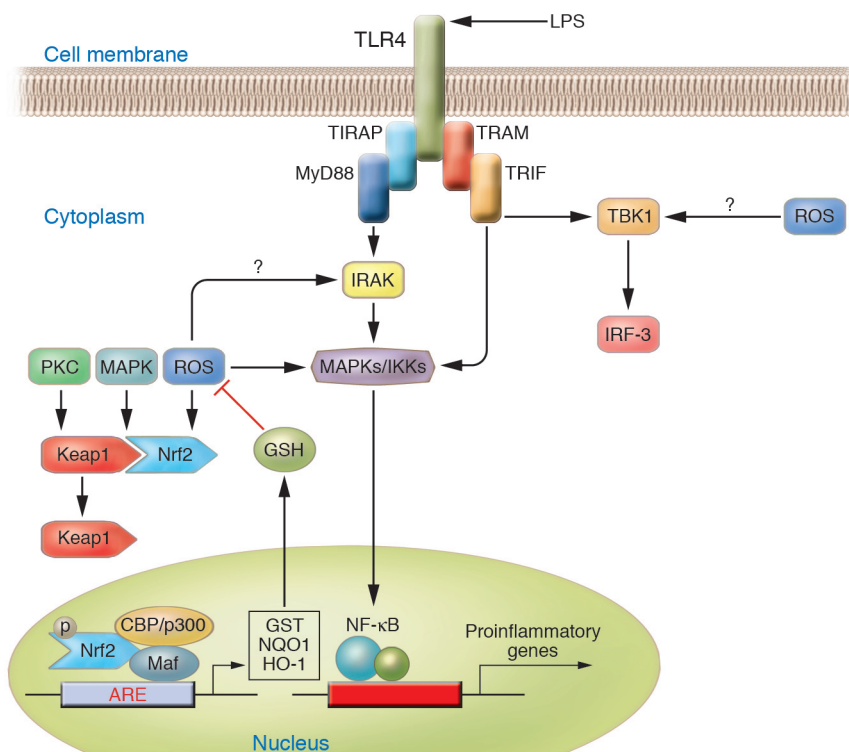 LPS
TLR4
Cell membrane
TIRAP
TRAM
MyD88
TRIF
Cytoplasm
TBK1
?
ROS
?
IRAK
IRF-3
PKC
MAPK
ROS
MAPKs/IKKs
Keap1
Nrf2
GSH
Keap1
p
CBP/p300
GST
NF-κB
Proinflammatory
Nrf2
NQO1
genes
Maf
HO-1
ARE
Nucleus